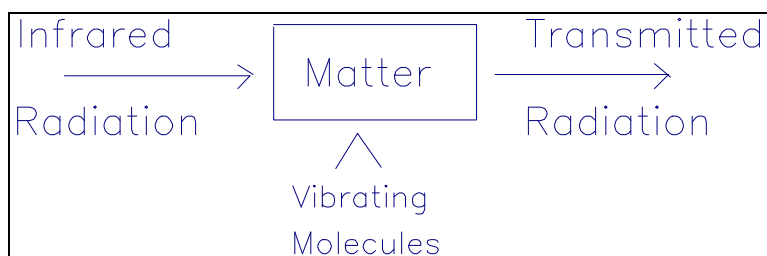 Infrared
Radiation
Matter
Transmitted
Radiation
Vibrating
Molecules